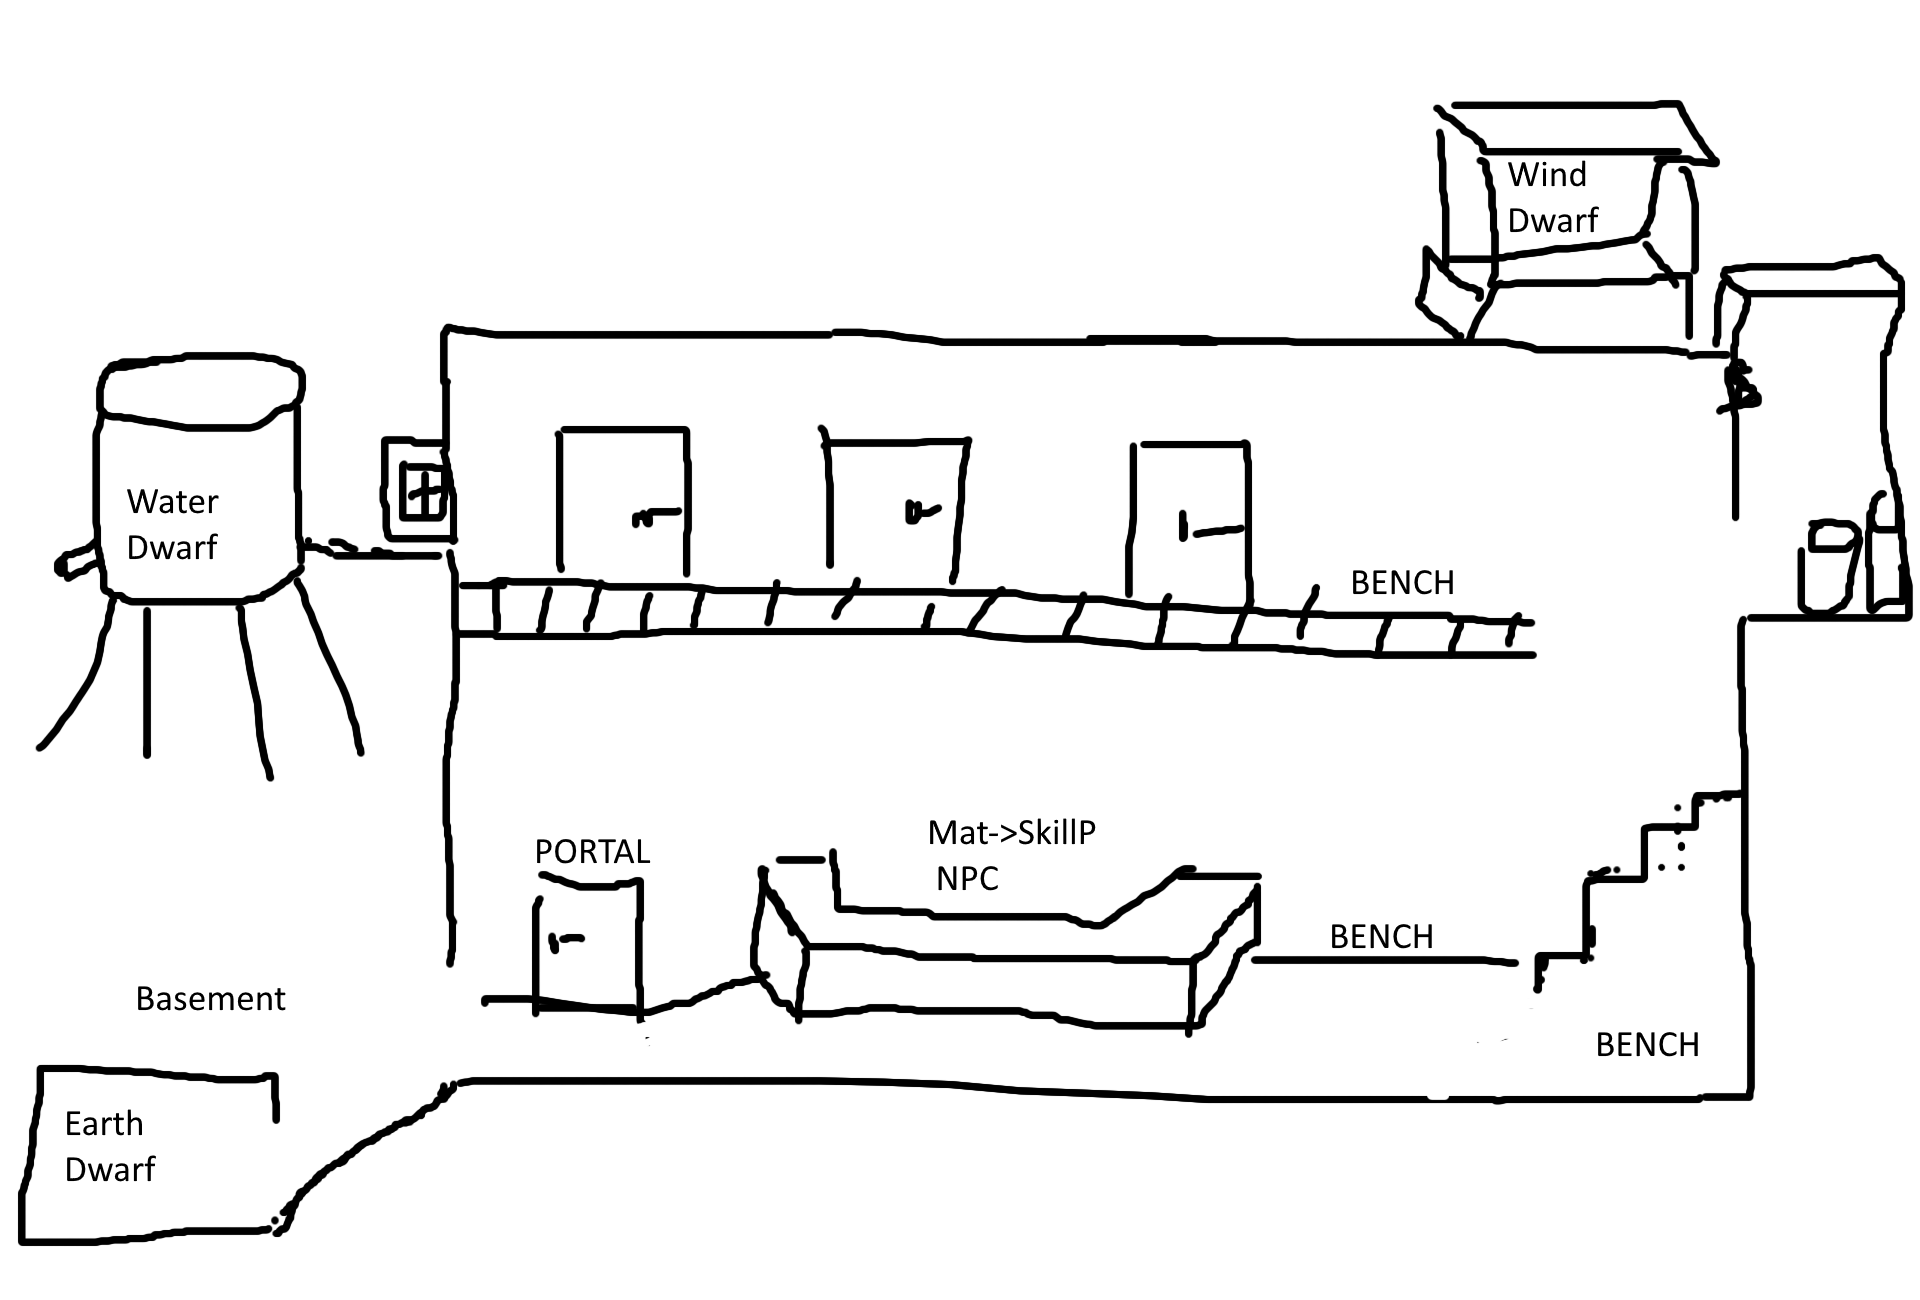 Wind
Dwarf
Water
Dwarf
BENCH
Mat->SkillP
NPC
PORTAL
BENCH
Basement
BENCH
Earth
Dwarf